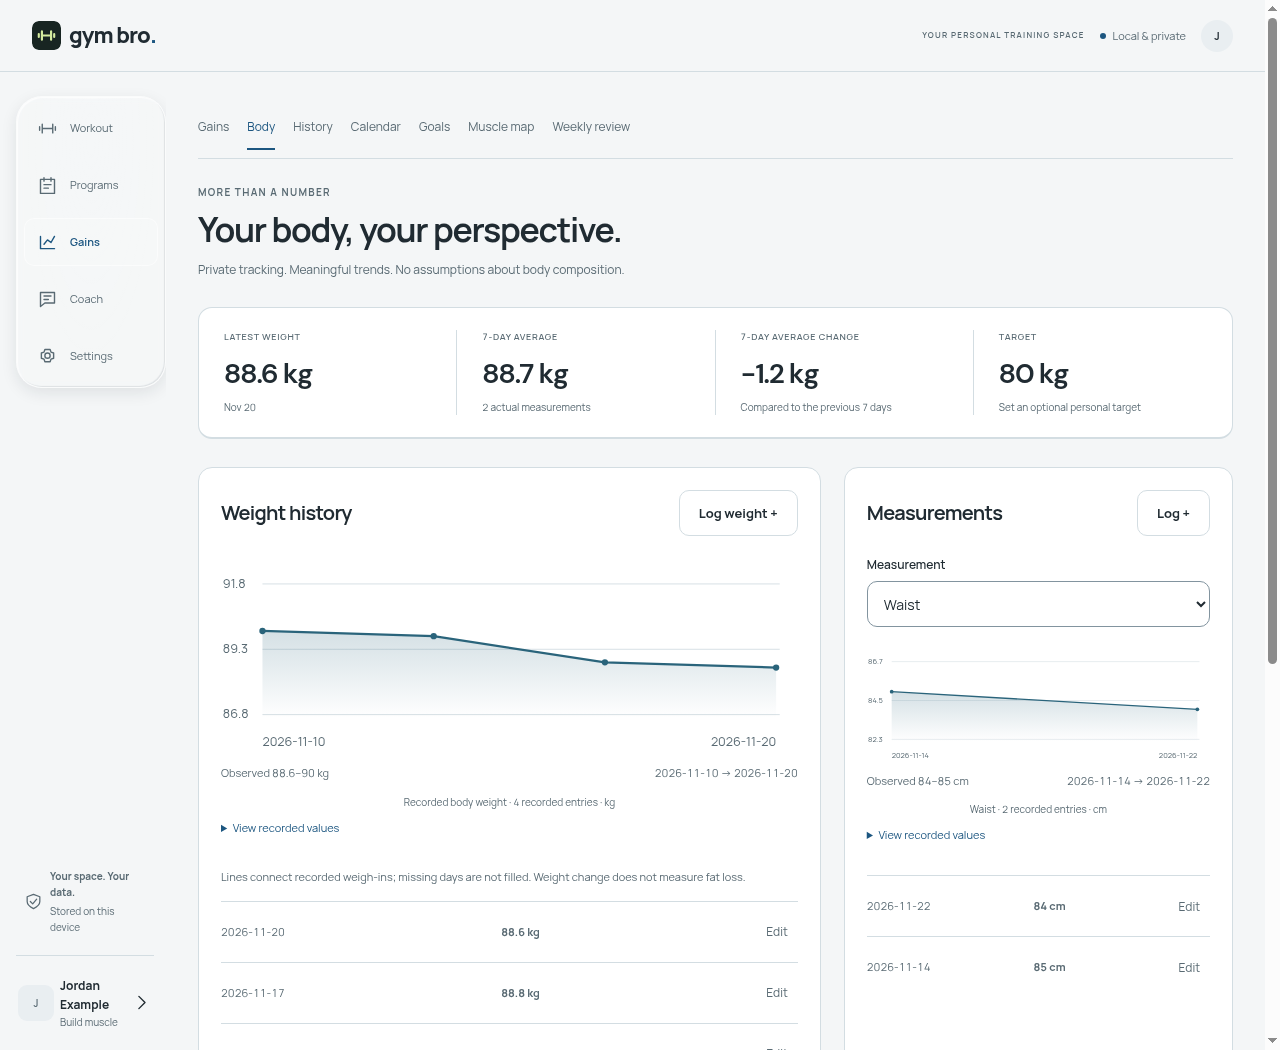 gym bro.
YOUR PERSONAL TRAINING SPACE
Local & private
J
Workout
Programs
Gains
Coach
Settings
Your space. Your
data.
Stored on this
device
J
Jordan
Example
Build muscle
Gains Body History Calendar Goals Muscle map Weekly review
MORE THAN A NUMBER
Your body, your perspective.
Private tracking. Meaningful trends. No assumptions about body composition.
LATEST WEIGHT
88.6 kg
Nov 20
7-DAY AVERAGE
88.7 kg
2 actual measurements
7-DAY AVERAGE CHANGE
−1.2 kg
Compared to the previous 7 days
TARGET
80 kg
Set an optional personal target
Weight history
Log weight +
91.8
89.3
86.8
2026-11-10
2026-11-20
Observed 88.6–90 kg
2026-11-10 → 2026-11-20
Recorded body weight · 4 recorded entries · kg
▶ View recorded values
Lines connect recorded weigh-ins; missing days are not filled. Weight change does not measure fat loss.
2026-11-20 88.6 kg Edit
2026-11-17 88.8 kg Edit
Measurements
Log +
Measurement
Waist
86.7
84.5
82.3
2026-11-14
2026-11-22
Observed 84–85 cm
2026-11-14 → 2026-11-22
Waist · 2 recorded entries · cm
▶ View recorded values
2026-11-22 84 cm Edit
2026-11-14 85 cm Edit